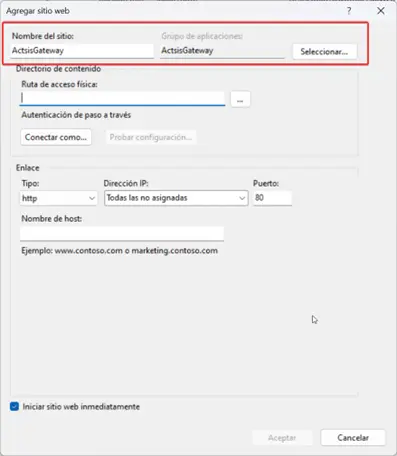 Agregar sitio web
Nombre del sitio: Grupo de aplicaciones:
ActsisGateway ActsisGateway Seleccionar...
Directorio de contenido
Ruta de acceso física:
...
Autenticación de paso a través
Conectar como... Probar configuración...
Enlace
Tipo: Dirección IP: Puerto:
http Todas las no asignadas 80
Nombre de host:
Ejemplo: www.contoso.com o marketing.contoso.com
Iniciar sitio web inmediatamente
Aceptar Cancelar